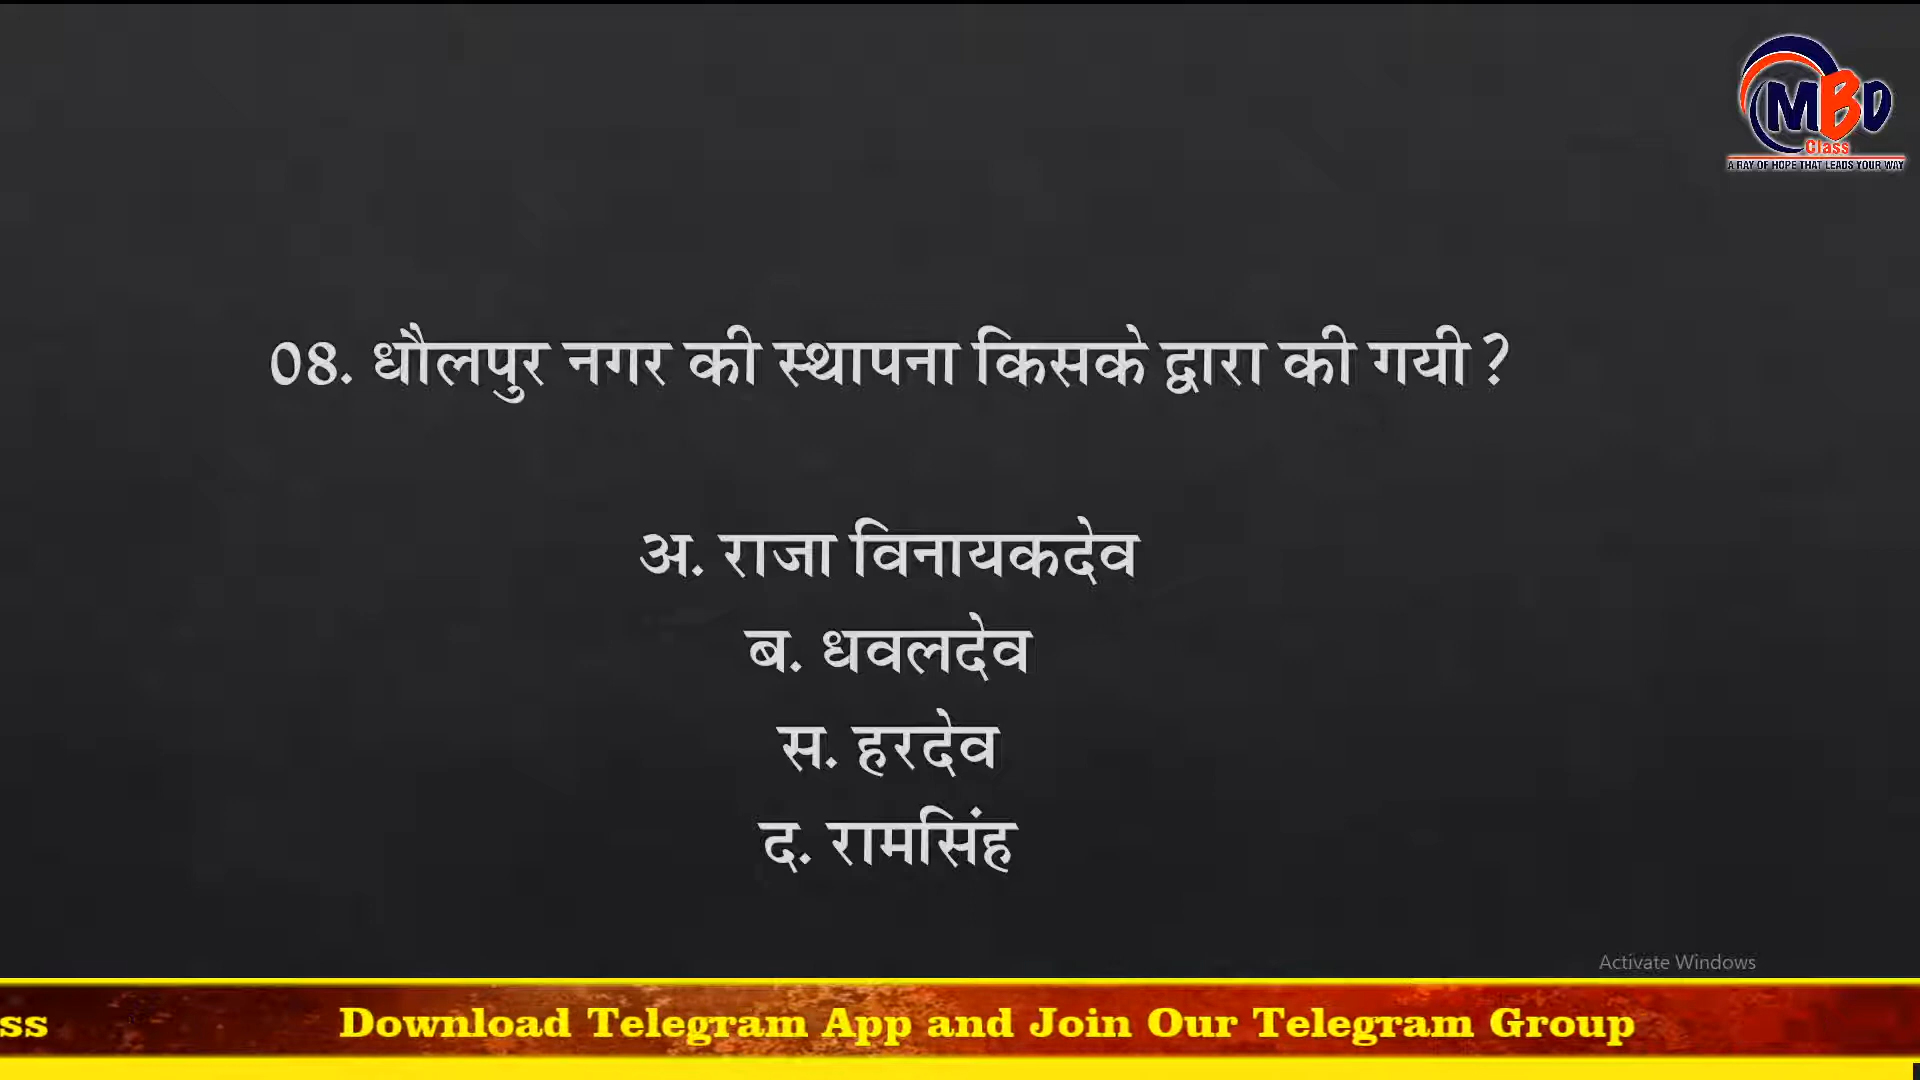 MBD
Class
A RAY OF HOPE THAT LEADS YOUR WAY
08. धौलपुर नगर की स्थापना किसके द्वारा की गयी ?
अ. राजा विनायकदेव
ब. धवलदेव
स. हरदेव
द. रामसिंह
Activate Windows
ss Download Telegram App and Join Our Telegram Group